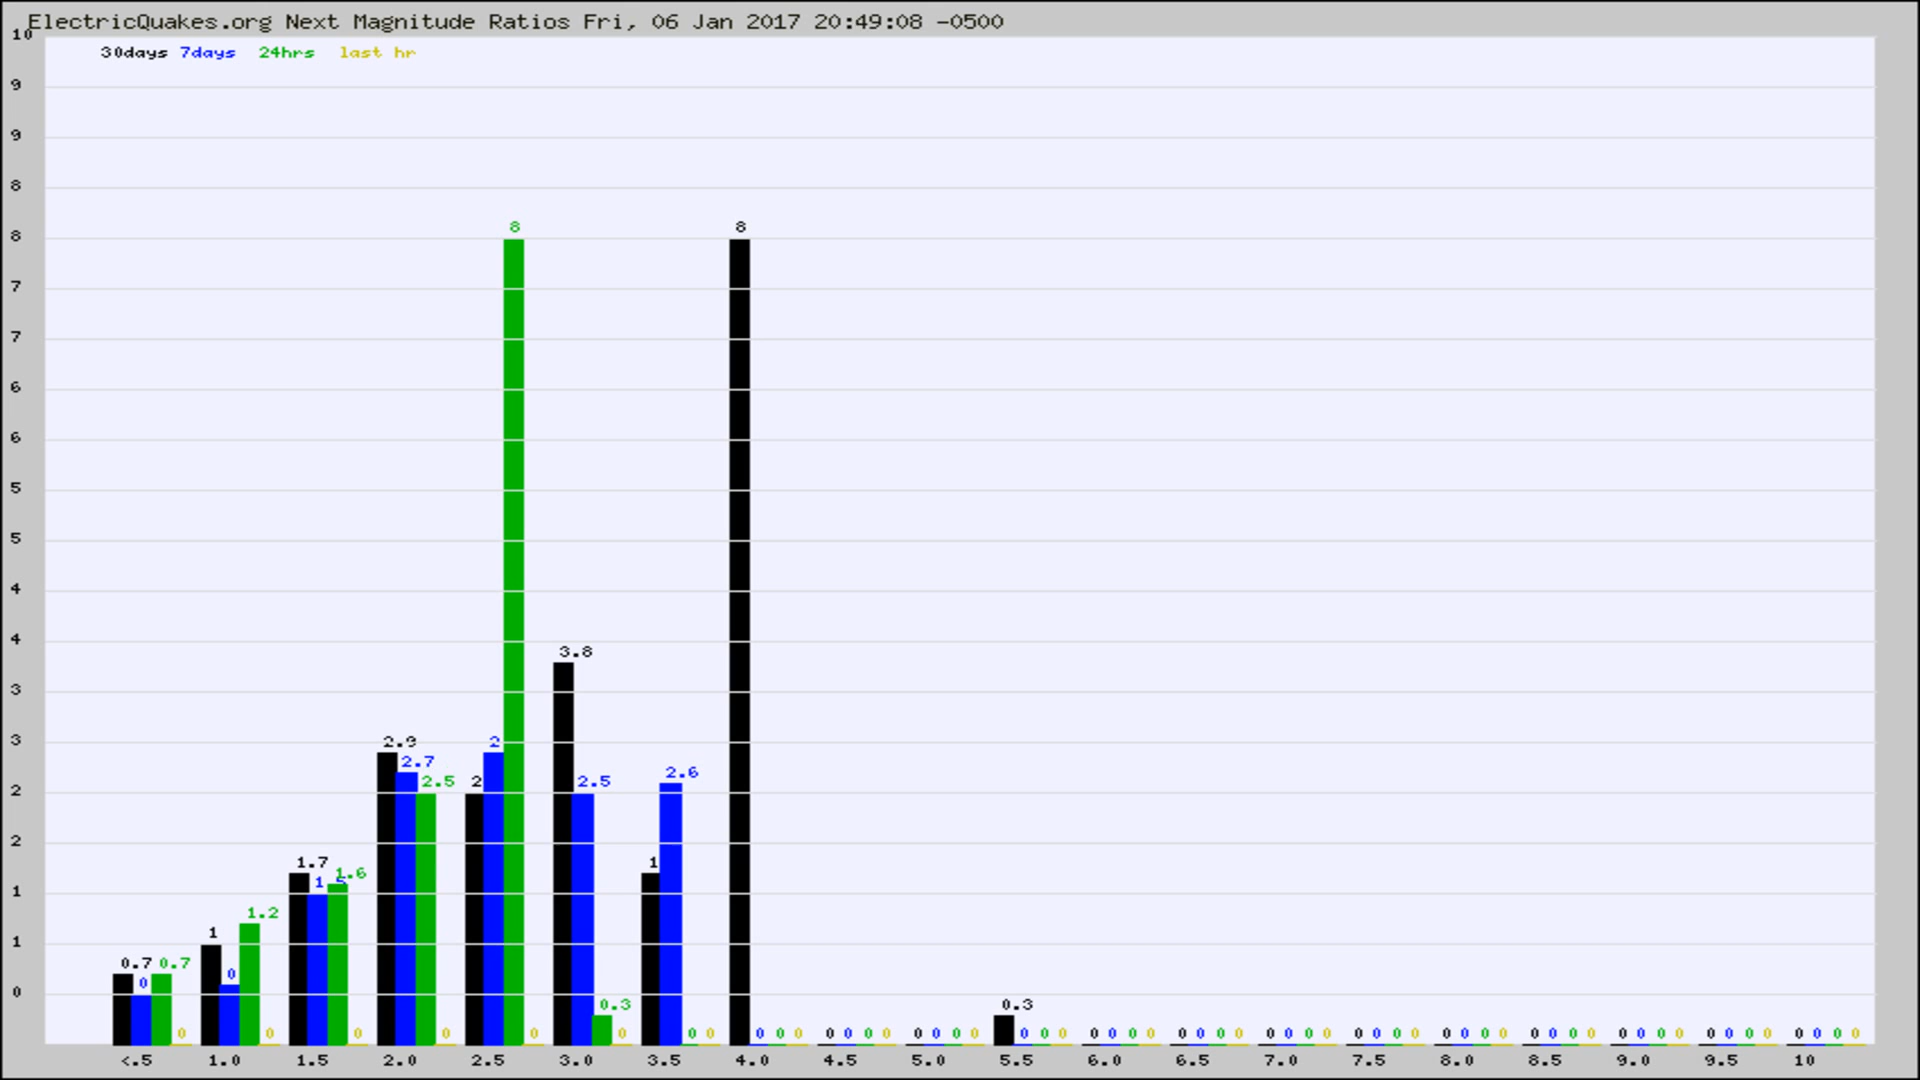 ElectricQuakes.org Next Magnitude Ratios Fri, 06 Jan 2017 20:49:08 -0500
10
30days 7days 24hrs last hr
9
9
8
8 8 8
7
7
6
6
5
5
4
4
3.8
3
3 2.9 2
2.7 2.6
2 2.5 2 2.5
2
1.7 1.6 1
1 1.5
1.2
1 1
0.7 0 0.7 0
0
0.3 0.3
0 0 0 0 0 0 0 0 0 0 0 0 0 0 0 0 0 0 0 0 0 0 0 0 0 0 0 0 0 0 0 0 0 0 0 0 0 0 0 0 0 0 0 0 0 0 0 0 0 0 0 0 0 0 0 0 0 0 0
<.5 1.0 1.5 2.0 2.5 3.0 3.5 4.0 4.5 5.0 5.5 6.0 6.5 7.0 7.5 8.0 8.5 9.0 9.5 10